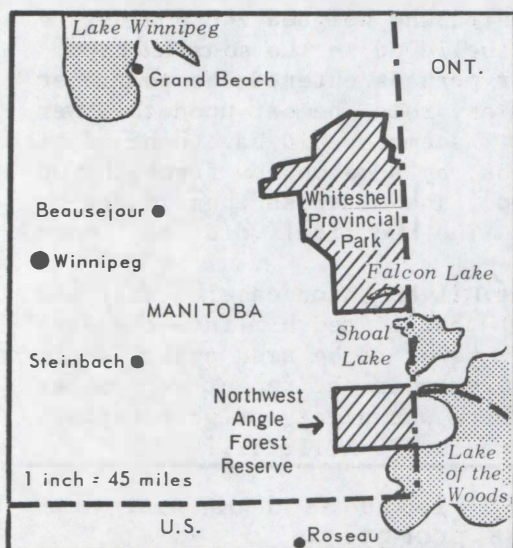 Lake Winnipeg
ONT.
Grand Beach
Whiteshell
Provincial
Park
Beausejour
Winnipeg
Falcon Lake
MANITOBA
Shoal
Lake
Steinbach
Northwest
Angle
Forest
Reserve
Lake
of the
Woods
1 inch = 45 miles
U.S.
Roseau